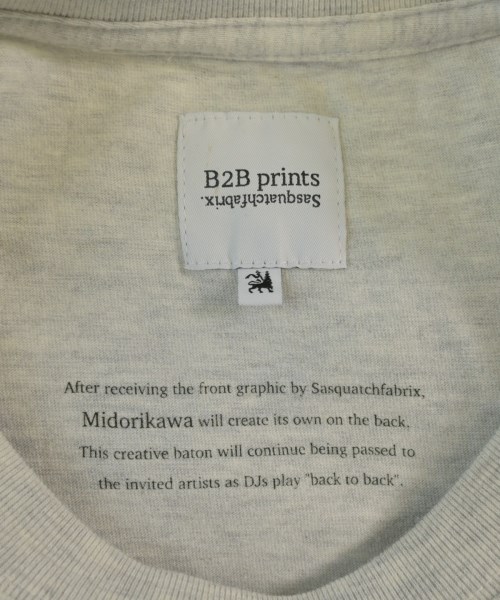 B2B prints
Sasquatchfabrix.
After receiving the front graphic by Sasquatchfabrix,
Midorikawa will create its own on the back.
This creative baton will continue being passed to
the invited artists as DJs play "back to back".